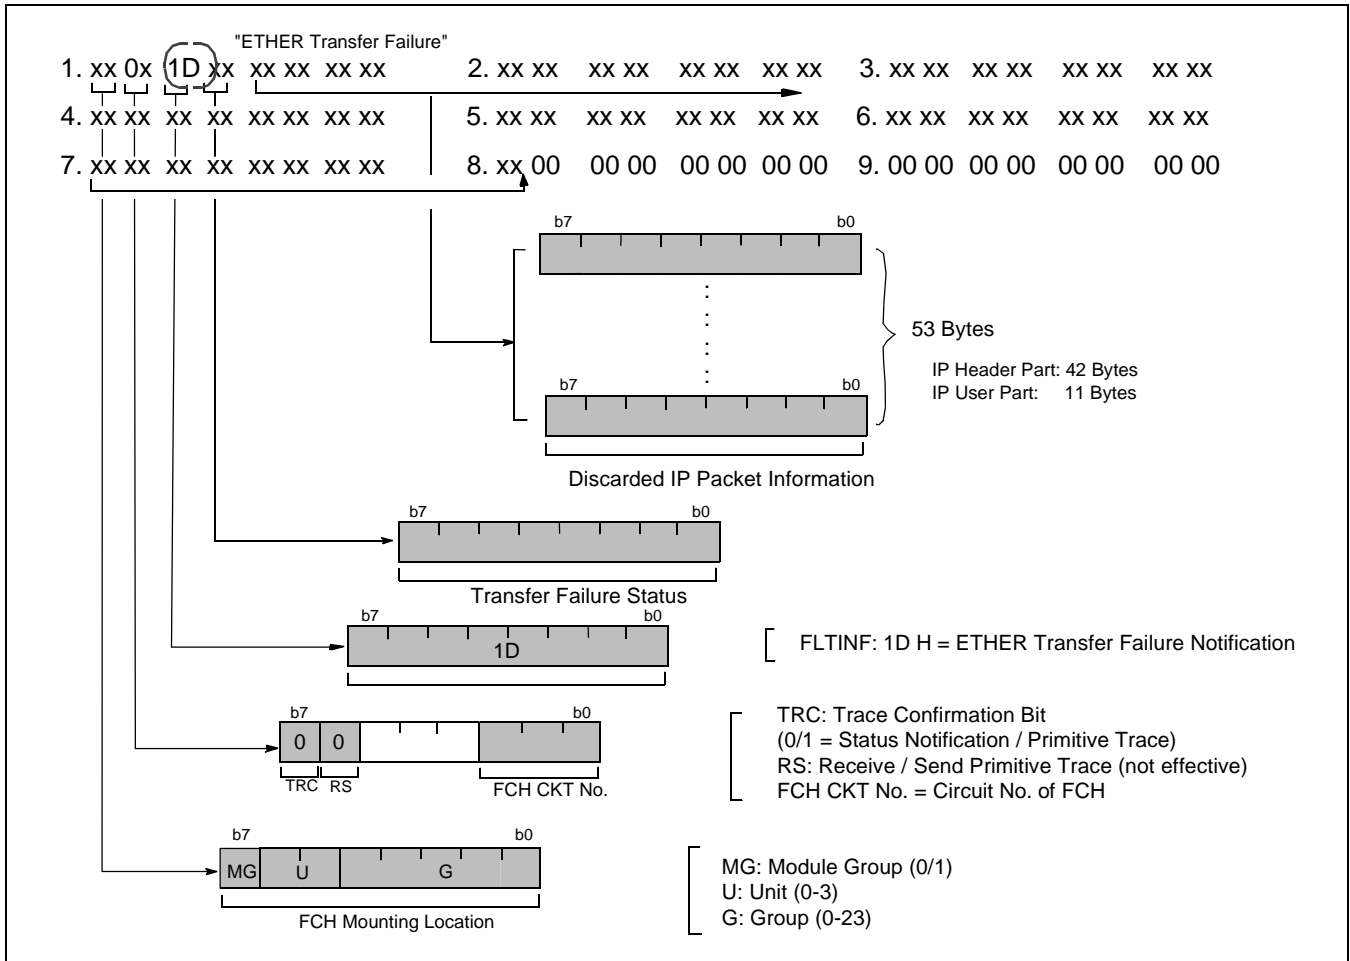 "ETHER Transfer Failure"
1. xx 0x 1D xx xx xx xx xx 2. xx xx xx xx xx xx xx xx 3. xx xx xx xx xx xx xx xx
4. xx xx xx xx xx xx xx xx 5. xx xx xx xx xx xx xx xx 6. xx xx xx xx xx xx xx xx
7. xx xx xx xx xx xx xx xx 8. xx 00 00 00 00 00 00 00 9. 00 00 00 00 00 00 00 00
b7 b0
53 Bytes
IP Header Part: 42 Bytes
IP User Part: 11 Bytes
b7 b0
Discarded IP Packet Information
b7 b0
Transfer Failure Status
b7 b0
1D
FLTINF: 1D H = ETHER Transfer Failure Notification
b7 b0
0 0
TRC RS FCH CKT No.
TRC: Trace Confirmation Bit
(0/1 = Status Notification / Primitive Trace)
RS: Receive / Send Primitive Trace (not effective)
FCH CKT No. = Circuit No. of FCH
b7 b0
MG U G
FCH Mounting Location
MG: Module Group (0/1)
U: Unit (0-3)
G: Group (0-23)